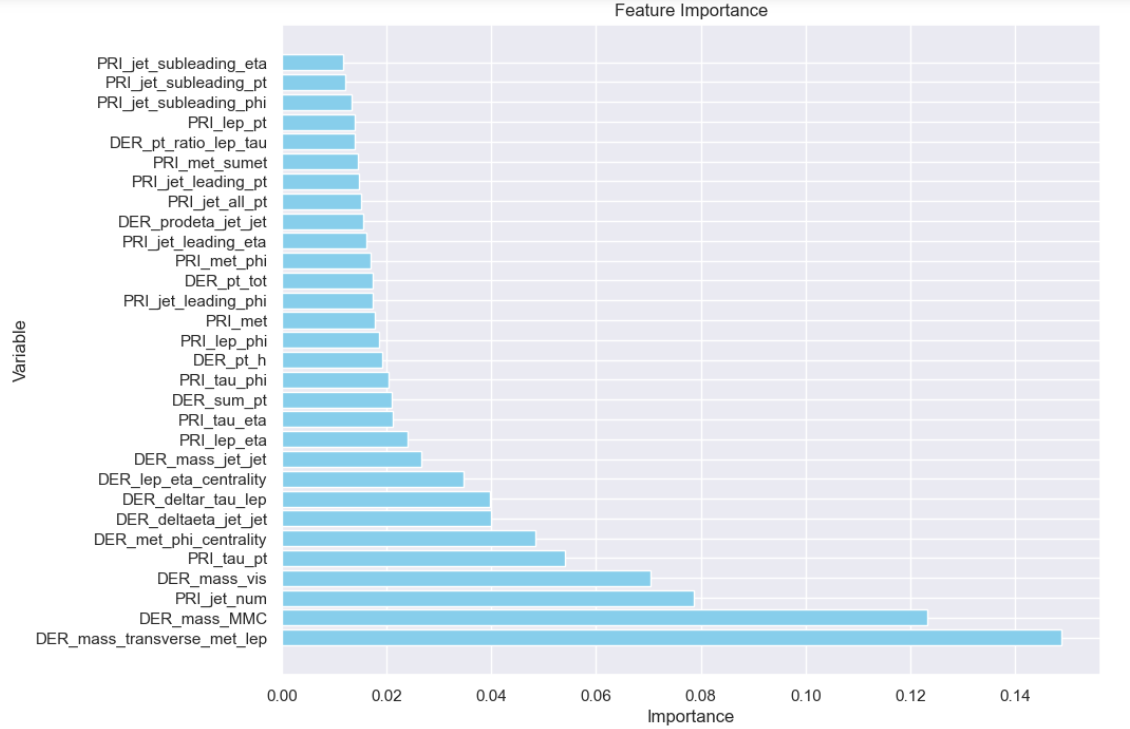 Feature Importance
PRI_jet_subleading_eta
PRI_jet_subleading_pt
PRI_jet_subleading_phi
PRI_lep_pt
DER_pt_ratio_lep_tau
PRI_met_sumet
PRI_jet_leading_pt
PRI_jet_all_pt
DER_prodeta_jet_jet
PRI_jet_leading_eta
PRI_met_phi
DER_pt_tot
PRI_jet_leading_phi
PRI_met
PRI_lep_phi
DER_pt_h
PRI_tau_phi
DER_sum_pt
PRI_tau_eta
PRI_lep_eta
DER_mass_jet_jet
DER_lep_eta_centrality
DER_deltar_tau_lep
DER_deltaeta_jet_jet
DER_met_phi_centrality
PRI_tau_pt
DER_mass_vis
PRI_jet_num
DER_mass_MMC
DER_mass_transverse_met_lep
Variable
0.00 0.02 0.04 0.06 0.08 0.10 0.12 0.14
Importance